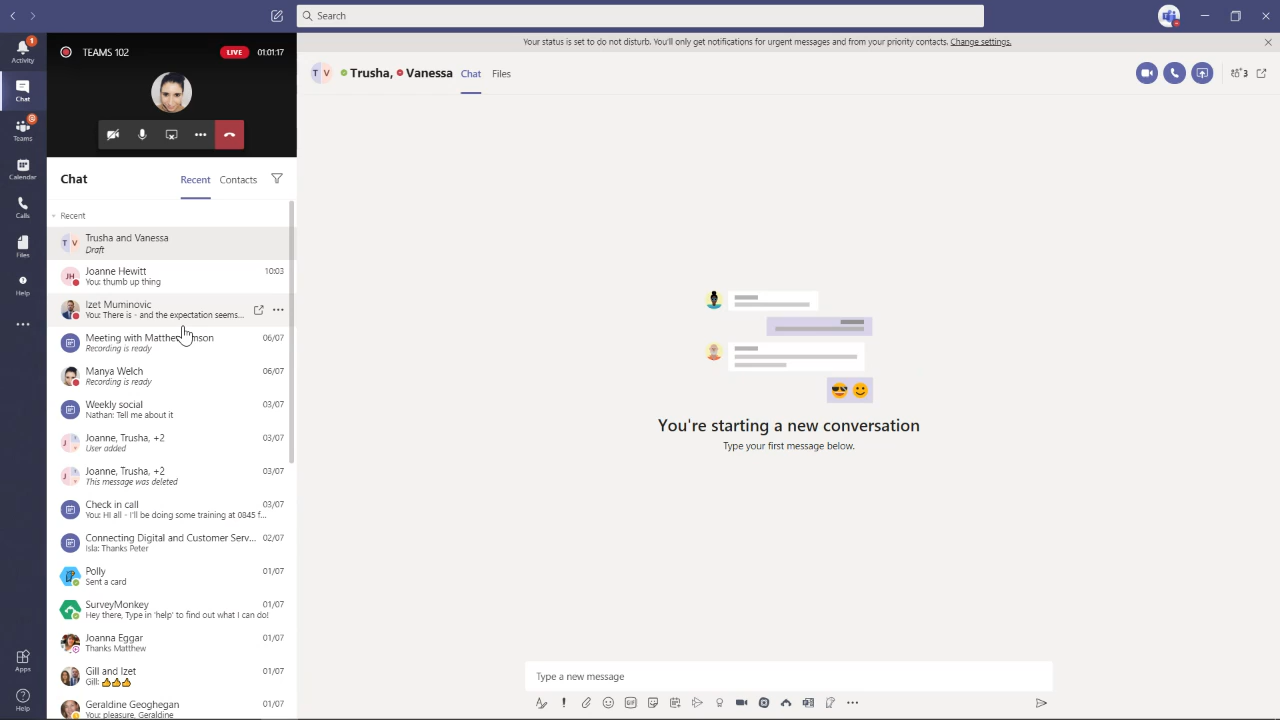 Search
Your status is set to do not disturb. You'll only get notifications for urgent messages and from your priority contacts. Change settings.
1
Activity
Chat
Teams
Calendar
Calls
Files
Help
Apps
Help
TEAMS 102
LIVE
01:01:17
Chat
Recent
Contacts
Recent
T V
Trusha and Vanessa
Draft
JH
Joanne Hewitt
10:03
You: thumb up thing
Izet Muminovic
You: There is - and the expectation seems...
Meeting with Matthe
nson
06/07
Recording is ready
Manya Welch
06/07
Recording is ready
Weekly social
03/07
Nathan: Tell me about it
J
Joanne, Trusha, +2
03/07
User added
J
Joanne, Trusha, +2
03/07
This message was deleted
Check in call
03/07
You: HI all - I'll be doing some training at 0845 f...
Connecting Digital and Customer Serv...
02/07
Isla: Thanks Peter
Polly
01/07
Sent a card
SurveyMonkey
01/07
Hey there, Type in 'help' to find out what I can do!
Joanna Eggar
01/07
Thanks Matthew
Gill and Izet
01/07
Gill: 👍👍👍
Geraldine Geoghegan
01/07
You: pleasure, Geraldine
T V
Trusha, Vanessa
Chat
Files
3
You're starting a new conversation
Type your first message below.
Type a new message
GIF